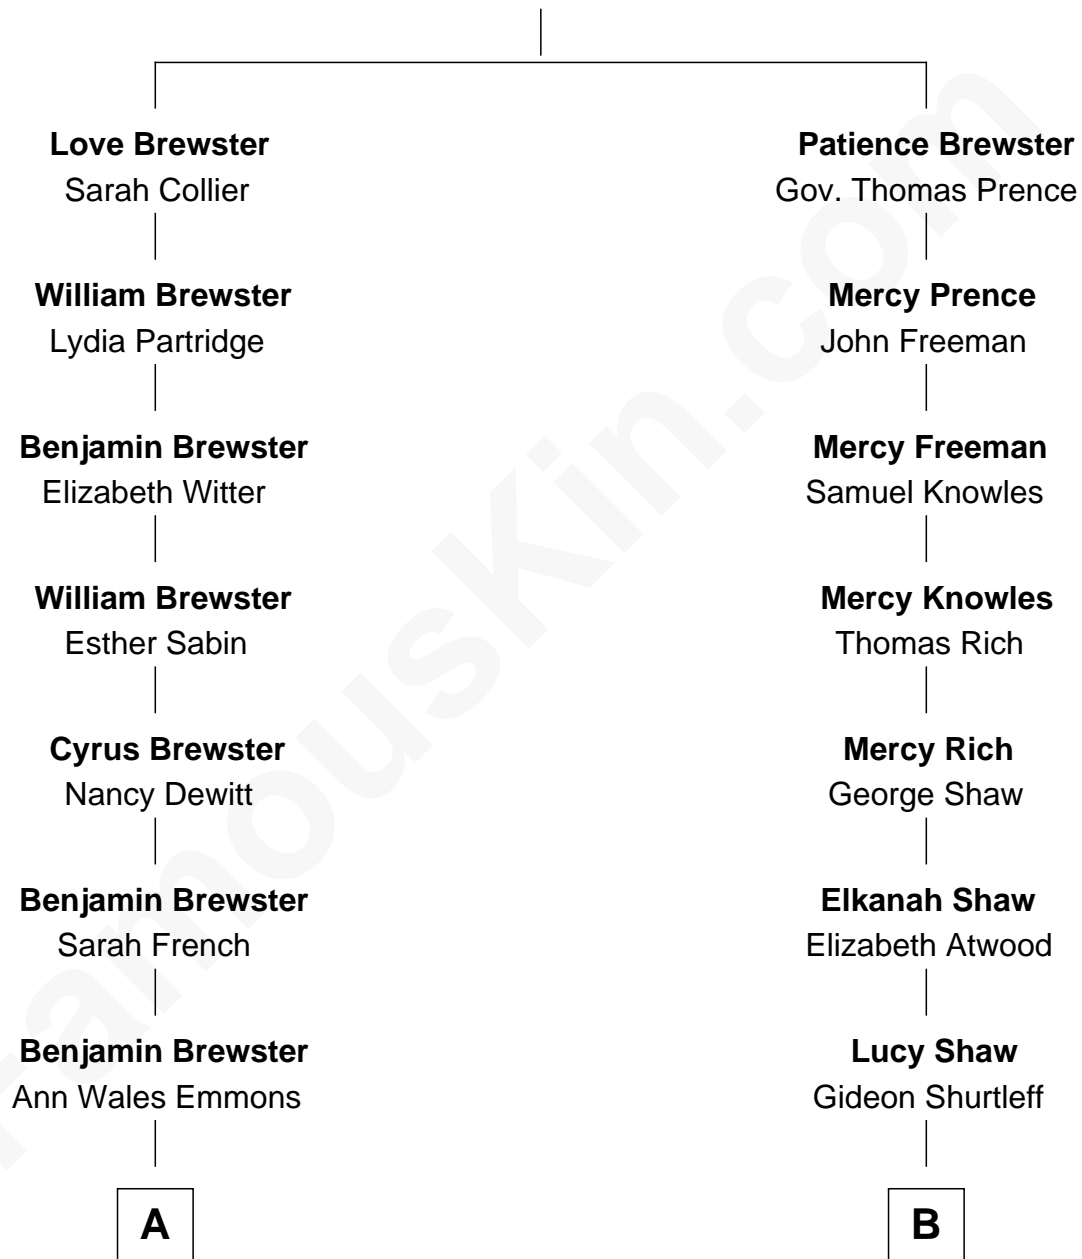 Love Brewster
Sarah Collier
William Brewster
Lydia Partridge
Benjamin Brewster
Elizabeth Witter
William Brewster
Esther Sabin
Cyrus Brewster
Nancy Dewitt
Benjamin Brewster
Sarah French
Benjamin Brewster
Ann Wales Emmons
A
Patience Brewster
Gov. Thomas Prence
Mercy Prence
John Freeman
Mercy Freeman
Samuel Knowles
Mercy Knowles
Thomas Rich
Mercy Rich
George Shaw
Elkanah Shaw
Elizabeth Atwood
Lucy Shaw
Gideon Shurtleff
B
FamousKin.com